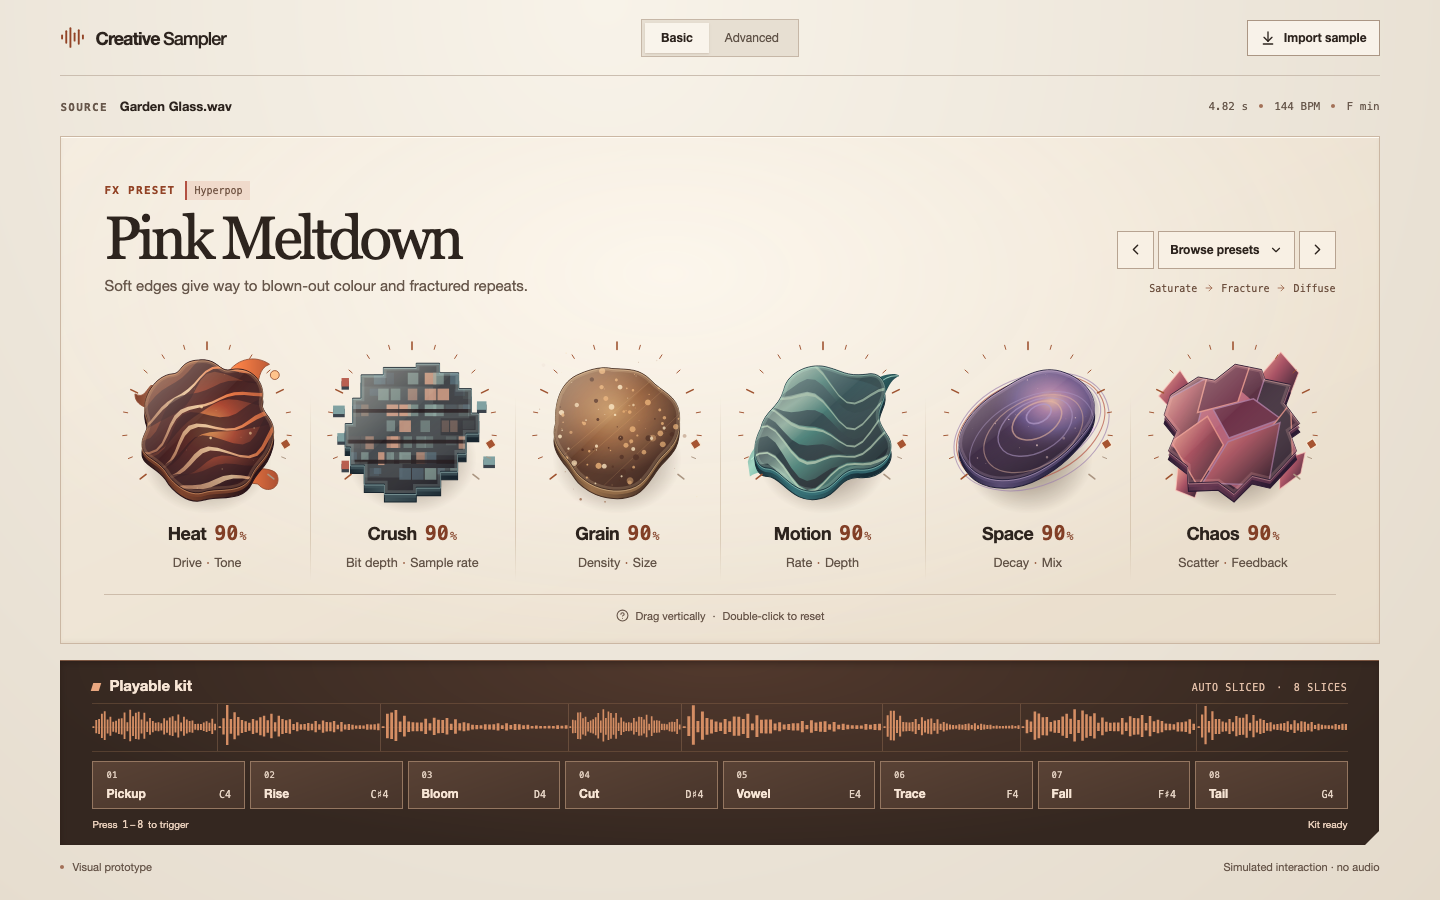 Creative Sampler
Basic
Advanced
Import sample
SOURCE Garden Glass.wav
4.82 s • 144 BPM • F min
FX PRESET Hyperpop
Pink Meltdown
Soft edges give way to blown-out colour and fractured repeats.
Browse presets
Saturate → Fracture → Diffuse
Heat 90%
Drive · Tone
Crush 90%
Bit depth · Sample rate
Grain 90%
Density · Size
Motion 90%
Rate · Depth
Space 90%
Decay · Mix
Chaos 90%
Scatter · Feedback
Drag vertically · Double-click to reset
Playable kit
AUTO SLICED · 8 SLICES
01
Pickup C4
02
Rise C♯4
03
Bloom D4
04
Cut D♯4
05
Vowel E4
06
Trace F4
07
Fall F♯4
08
Tail G4
Press 1–8 to trigger
Kit ready
• Visual prototype
Simulated interaction · no audio